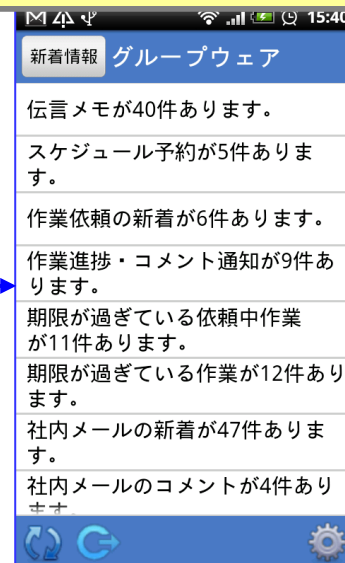 15:40
新着情報 グループウェア
伝言メモが40件あります。
スケジュール予約が5件ありま
す。
作業依頼の新着が6件あります。
作業進捗・コメント通知が9件あ
ります。
期限が過ぎている依頼中作業
が11件あります。
期限が過ぎている作業が12件あり
ます。
社内メールの新着が47件ありま
す。
社内メールのコメントが4件あり
ます。